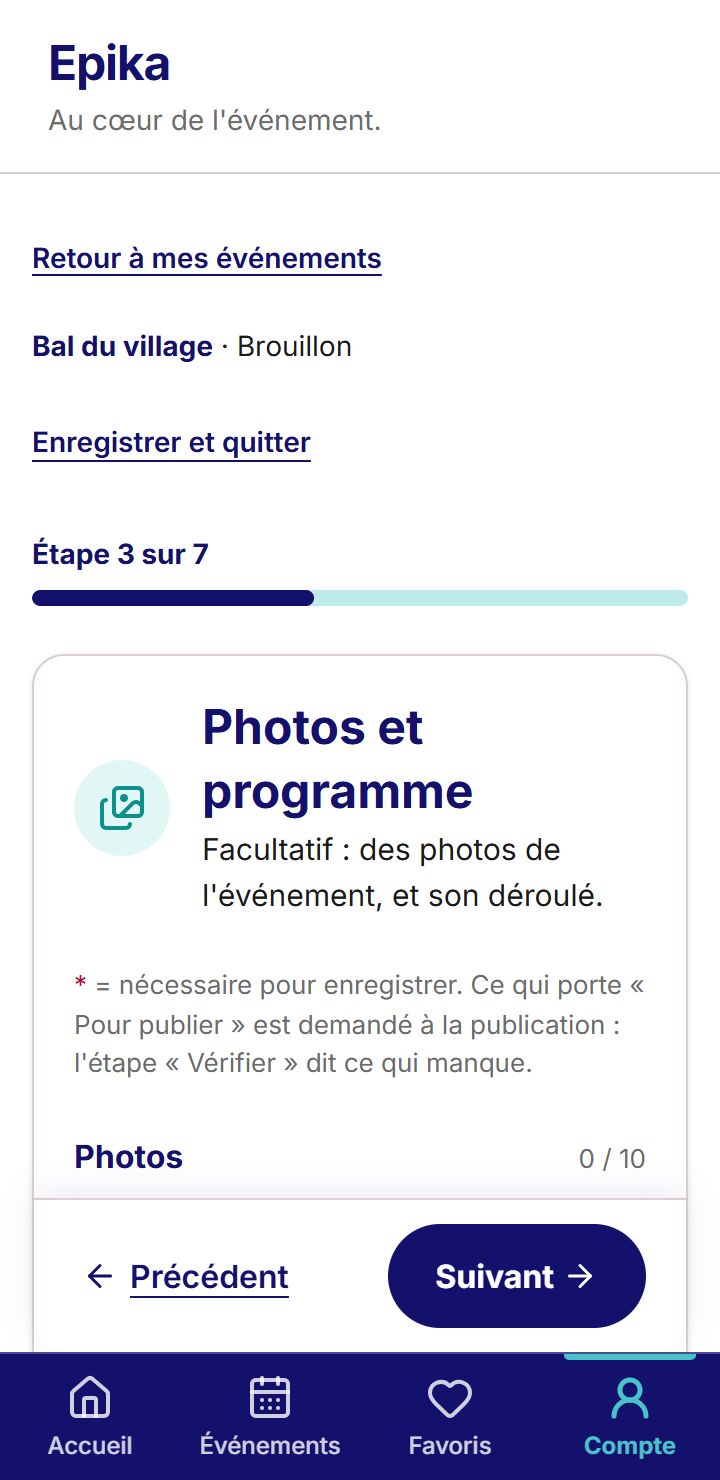 Epika
Au cœur de l'événement.
Retour à mes événements
Bal du village · Brouillon
Enregistrer et quitter
Étape 3 sur 7
Photos et
programme
Facultatif : des photos de
l'événement, et son déroulé.
* = nécessaire pour enregistrer. Ce qui porte «
Pour publier » est demandé à la publication :
l'étape « Vérifier » dit ce qui manque.
Photos 0 / 10
Précédent Suivant
Accueil Événements Favoris Compte